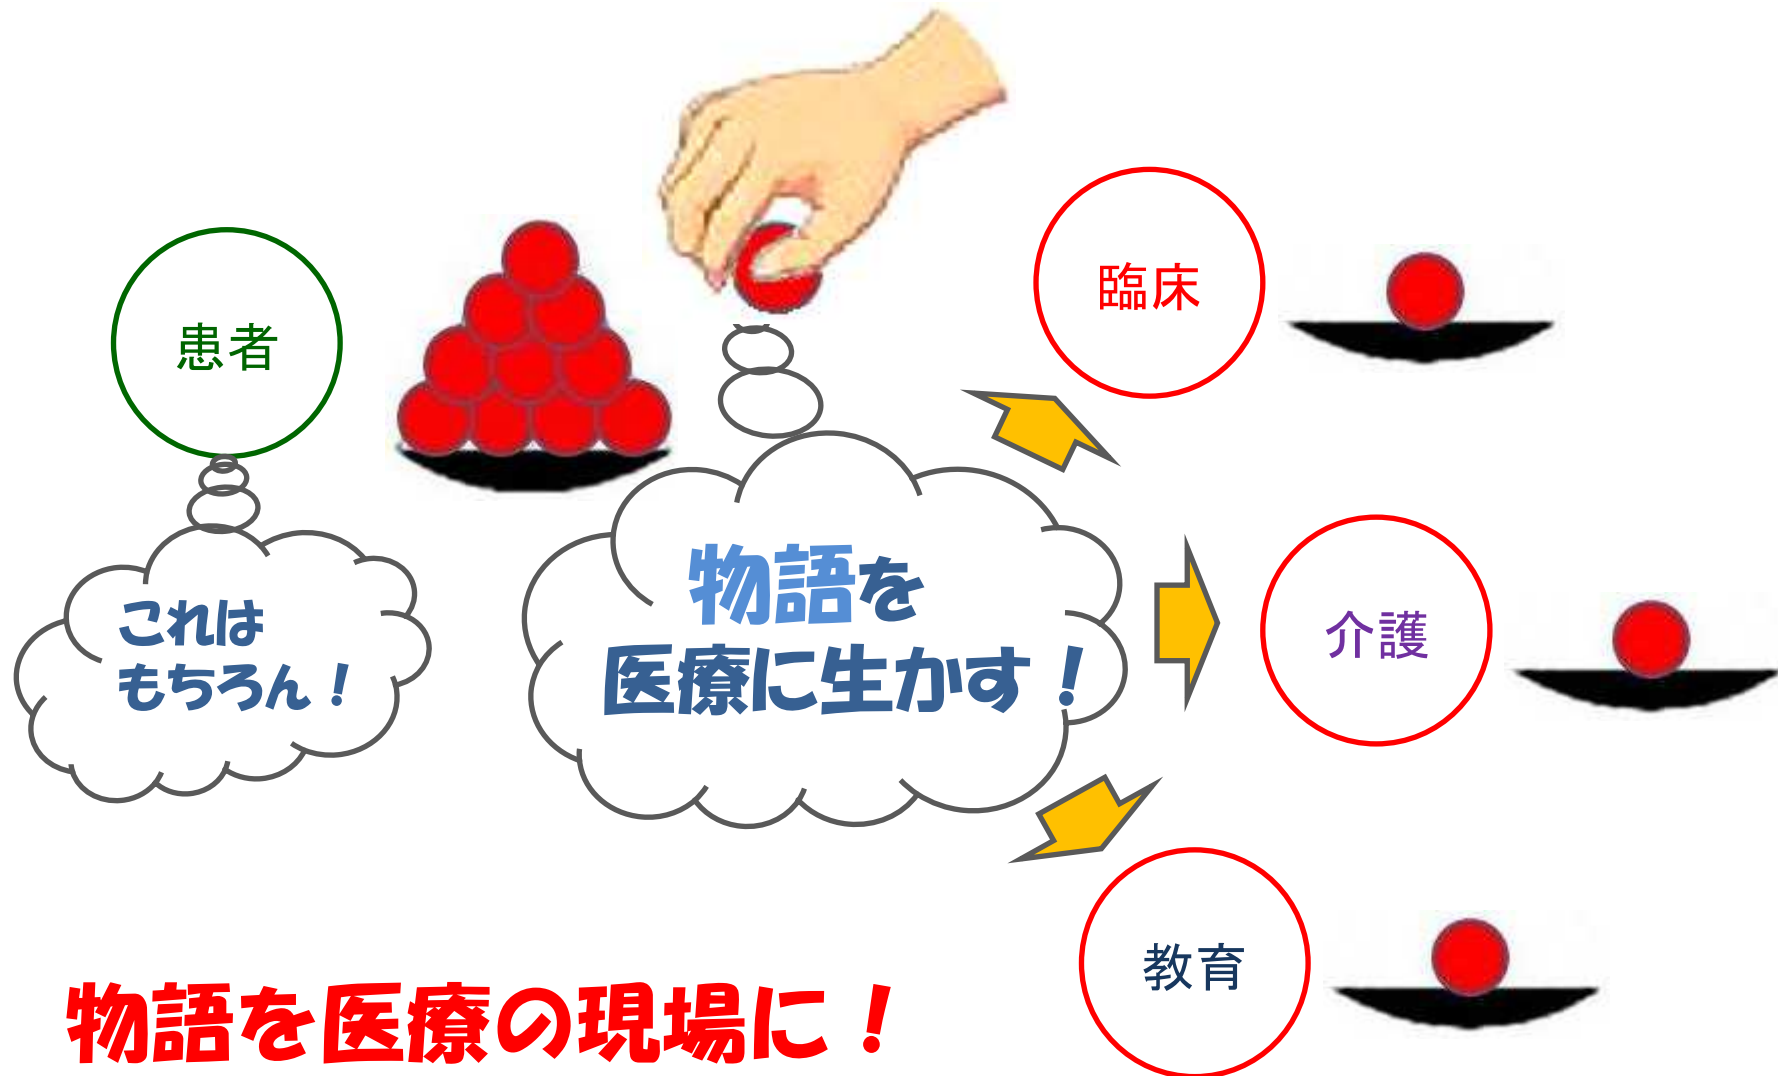 患者
これは
もちろん！
物語を
医療に生かす！
臨床
介護
教育
物語を医療の現場に！